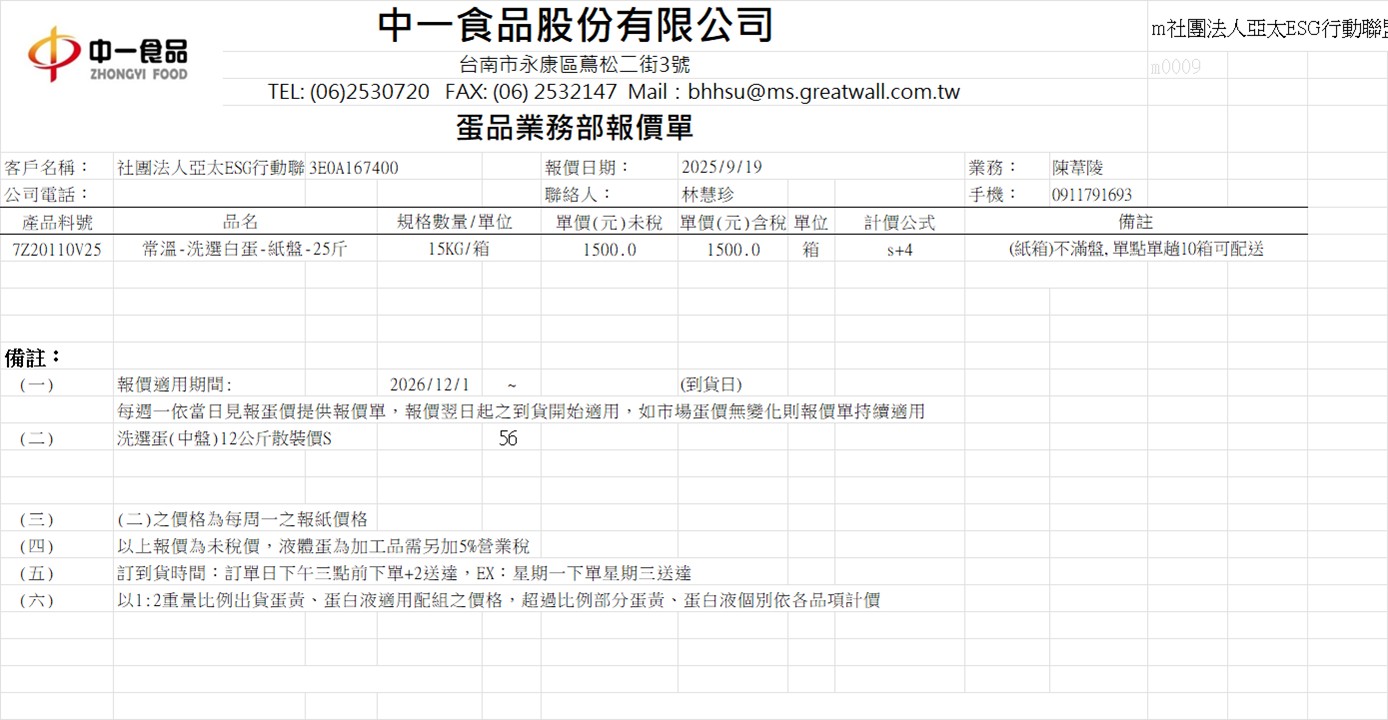 中一食品股份有限公司
m社團法人亞太ESG行動聯
中一食品
ZHONGYI FOOD
台南市永康區蔦松二街3號
m0009
TEL: (06)2530720 FAX: (06) 2532147 Mail：bhhsu@ms.greatwall.com.tw
蛋品業務部報價單
客戶名稱： 社團法人亞太ESG行動聯 3E0A167400 報價日期： 2025/9/19 業務： 陳葦陵
公司電話： 聯絡人： 林慧珍 手機： 0911791693
產品料號 品名 規格數量/單位 單價(元)未稅 單價(元)含稅 單位 計價公式 備註
7Z20110V25 常溫-洗選白蛋-紙盤-25斤 15KG/箱 1500.0 1500.0 箱 s+4 (紙箱)不滿盤,單點單趟10箱可配送
備註：
(一) 報價適用期間: 2026/12/1 ~ (到貨日)
每週一依當日見報蛋價提供報價單，報價翌日起之到貨開始適用，如市場蛋價無變化則報價單持續適用
(二) 洗選蛋(中盤)12公斤散裝價S 56
(三) (二)之價格為每周一之報紙價格
(四) 以上報價為未稅價，液體蛋為加工品需另加5%營業稅
(五) 訂到貨時間：訂單日下午三點前下單+2送達，EX：星期一下單星期三送達
(六) 以1:2重量比例出貨蛋黃、蛋白液適用配組之價格，超過比例部分蛋黃、蛋白液個別依各品項計價